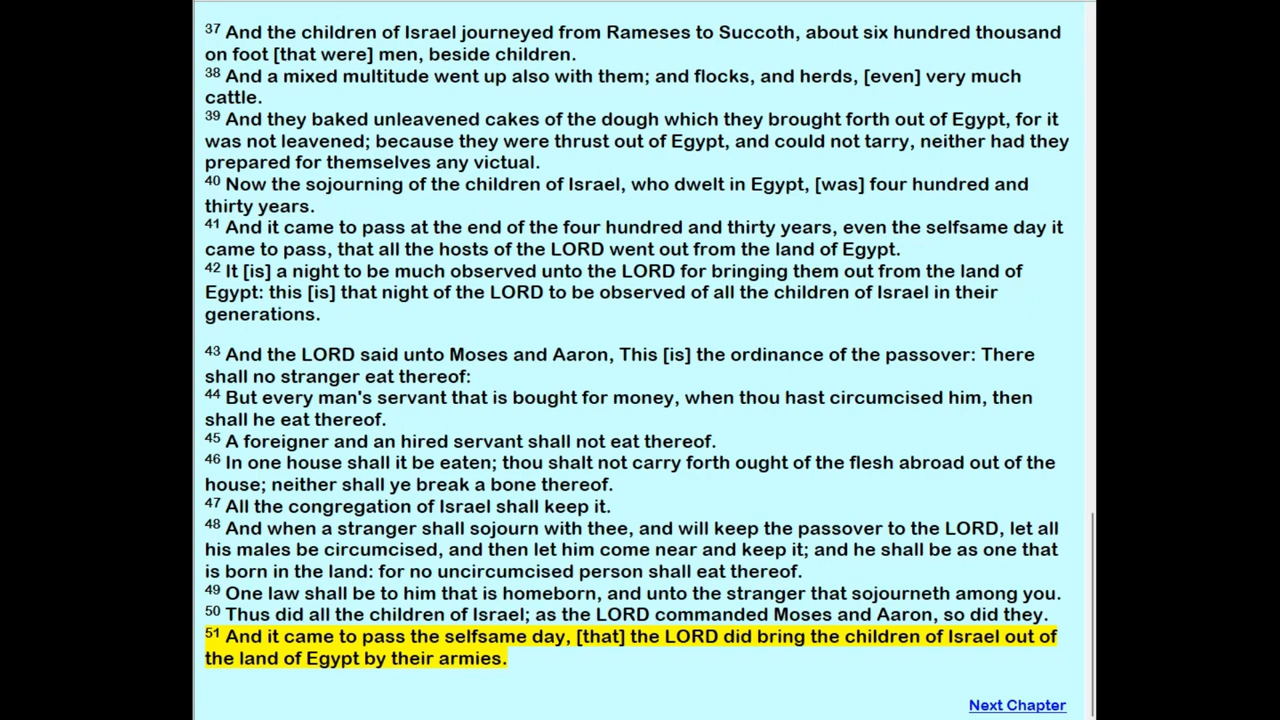 37 And the children of Israel journeyed from Rameses to Succoth, about six hundred thousand
on foot [that were] men, beside children.
38 And a mixed multitude went up also with them; and flocks, and herds, [even] very much
cattle.
39 And they baked unleavened cakes of the dough which they brought forth out of Egypt, for it
was not leavened; because they were thrust out of Egypt, and could not tarry, neither had they
prepared for themselves any victual.
40 Now the sojourning of the children of Israel, who dwelt in Egypt, [was] four hundred and
thirty years.
41 And it came to pass at the end of the four hundred and thirty years, even the selfsame day it
came to pass, that all the hosts of the LORD went out from the land of Egypt.
42 It [is] a night to be much observed unto the LORD for bringing them out from the land of
Egypt: this [is] that night of the LORD to be observed of all the children of Israel in their
generations.
43 And the LORD said unto Moses and Aaron, This [is] the ordinance of the passover: There
shall no stranger eat thereof:
44 But every man's servant that is bought for money, when thou hast circumcised him, then
shall he eat thereof.
45 A foreigner and an hired servant shall not eat thereof.
46 In one house shall it be eaten; thou shalt not carry forth ought of the flesh abroad out of the
house; neither shall ye break a bone thereof.
47 All the congregation of Israel shall keep it.
48 And when a stranger shall sojourn with thee, and will keep the passover to the LORD, let all
his males be circumcised, and then let him come near and keep it; and he shall be as one that
is born in the land: for no uncircumcised person shall eat thereof.
49 One law shall be to him that is homeborn, and unto the stranger that sojourneth among you.
50 Thus did all the children of Israel; as the LORD commanded Moses and Aaron, so did they.
51 And it came to pass the selfsame day, [that] the LORD did bring the children of Israel out of
the land of Egypt by their armies.
Next Chapter